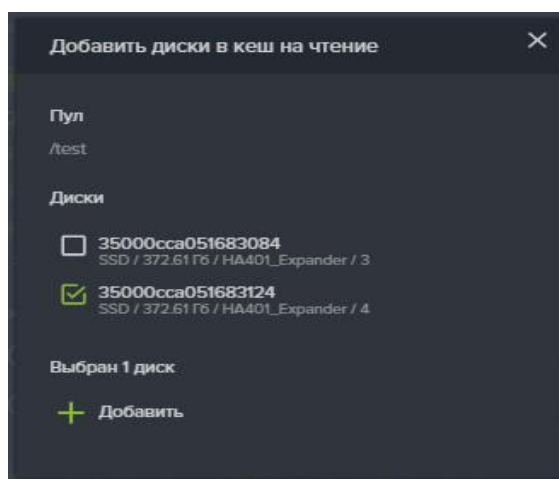 Добавить диски в кеш на чтение
Пул
/test
Диски
35000cca051683084
SSD / 372.61 Гб / HA401_Expander / 3
35000cca051683124
SSD / 372.61 Гб / HA401_Expander / 4
Выбран 1 диск
Добавить